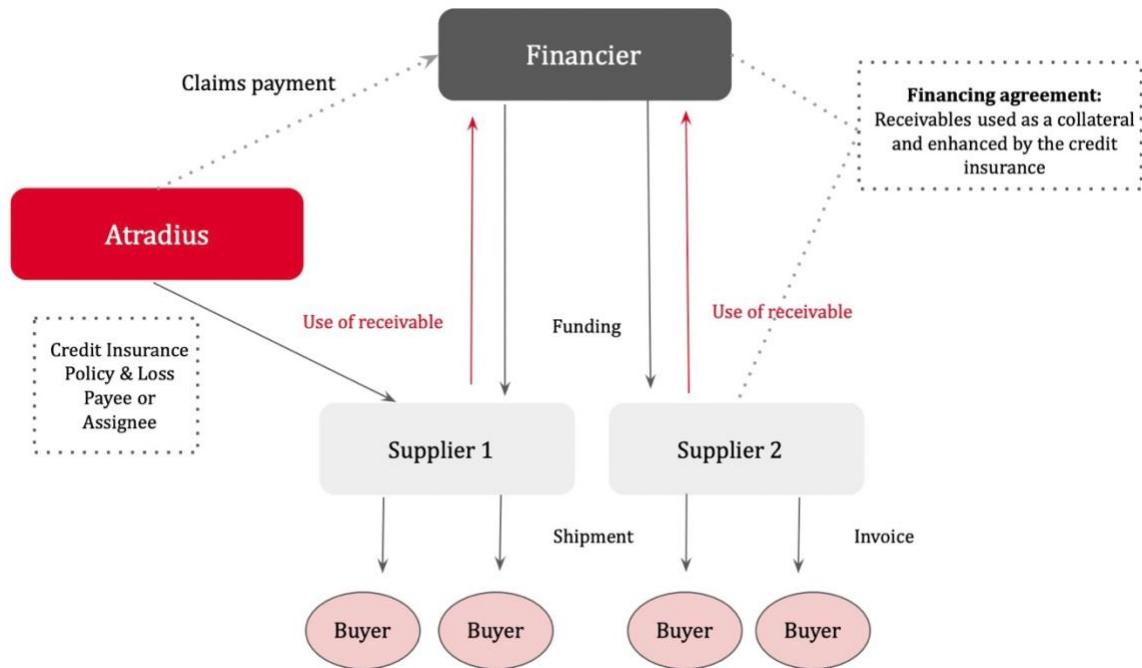 Financier
Claims payment
Financing agreement:
Receivables used as a collateral
and enhanced by the credit
insurance
Atradius
Use of receivable
Funding
Use of receivable
Credit Insurance
Policy & Loss
Payee or
Assignee
Supplier 1
Supplier 2
Shipment
Invoice
Buyer
Buyer
Buyer
Buyer